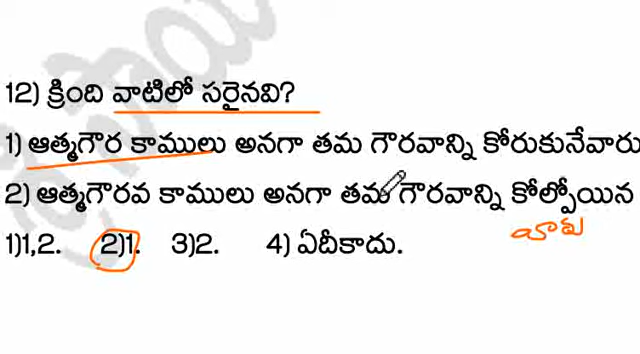 12) క్రింది వాటిలో సరైనవి?
1) ఆత్మగౌర కాములు అనగా తమ గౌరవాన్ని కోరుకునేవారు
2) ఆత్మగౌరవ కాములు అనగా తమ గౌరవాన్ని కోల్పోయిన
వారు
1)1,2. 2)1. 3)2. 4) ఏదీకాదు.